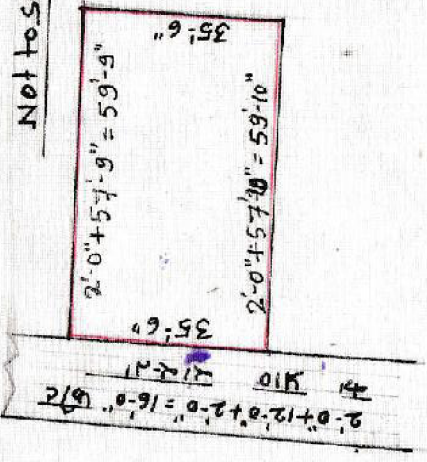 Not to s
35'-6"
2'-0"+57'-9" = 59'-9"
2'-0"+57'-10" = 59'-10"
35'-6"
2'-0"+12'-0"+2'-0" = 16'-0"